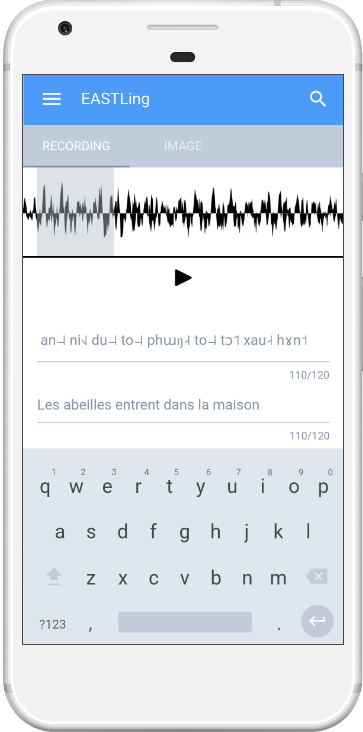 EASTLing
RECORDING IMAGE
an˧ ni˧˩ du˧ to˧ phɯŋ˧˥ to˧ tɔ˦˥ xau˧˥ hɤn˦˥
110/120
Les abeilles entrent dans la maison
110/120
1 2 3 4 5 6 7 8 9 0
q w e r t y u i o p
a s d f g h j k l
z x c v b n m
?123 , .